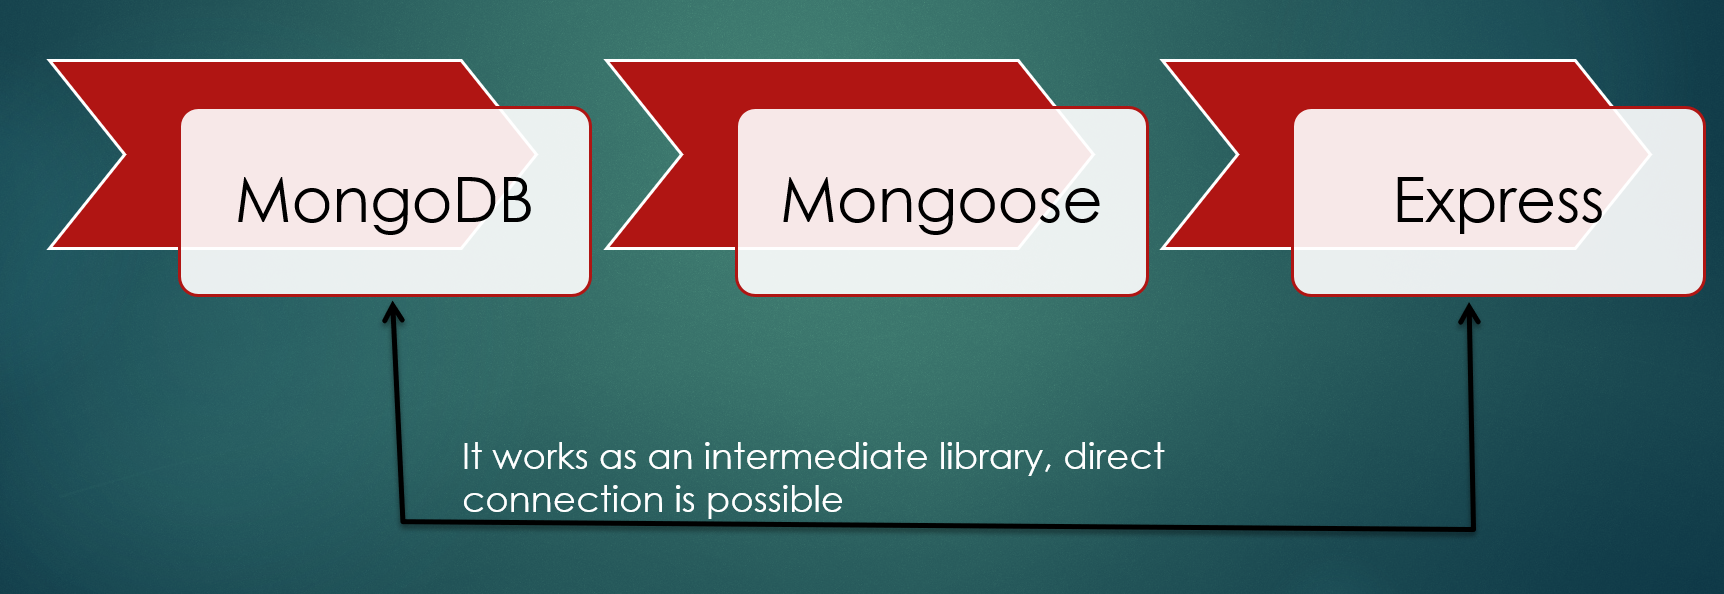 MongoDB
Mongoose
Express
It works as an intermediate library, direct
connection is possible